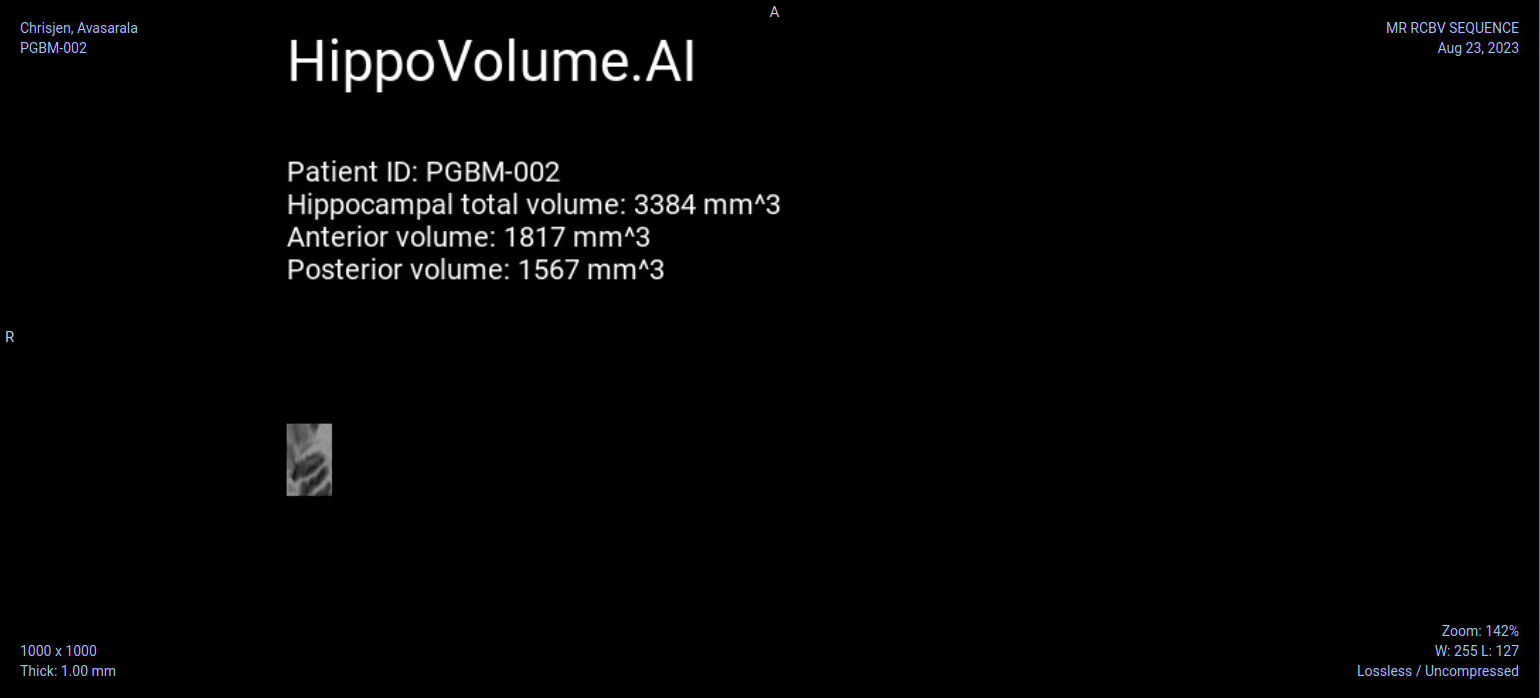 A
Chrisjen, Avasarala
PGBM-002
MR RCBV SEQUENCE
Aug 23, 2023
HippoVolume.AI
Patient ID: PGBM-002
Hippocampal total volume: 3384 mm^3
Anterior volume: 1817 mm^3
Posterior volume: 1567 mm^3
R
1000 x 1000
Thick: 1.00 mm
Zoom: 142%
W: 255 L: 127
Lossless / Uncompressed